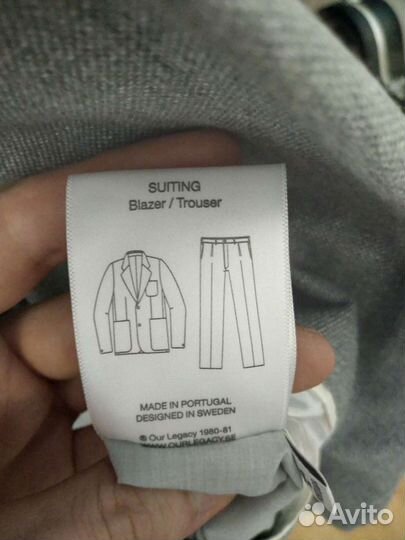 SUITING
Blazer / Trouser
MADE IN PORTUGAL
DESIGNED IN SWEDEN
® Our Legacy 1980-81
WWW.OURLEGACY.SE
Avito